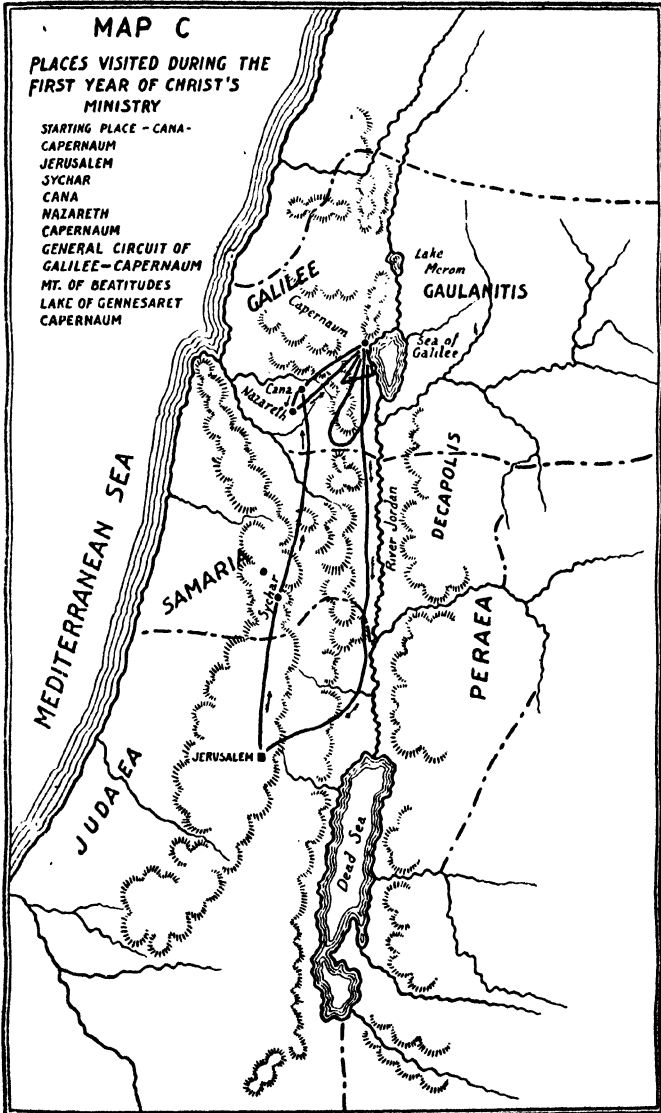 MAP C
PLACES VISITED DURING THE
FIRST YEAR OF CHRIST'S
MINISTRY
STARTING PLACE - CANA -
CAPERNAUM
JERUSALEM
SYCHAR
CANA
NAZARETH
CAPERNAUM
GENERAL CIRCUIT OF
GALILEE - CAPERNAUM
MT. OF BEATITUDES
LAKE OF GENNESARET
CAPERNAUM
Lake
Merom
GALILEE
GAULANITIS
Capernaum
Sea of
Galilee
Cana
Nazareth
MEDITERRANEAN SEA
DECAPOLIS
River Jordan
SAMARIA
Sychar
PERAEA
JERUSALEM
JUDAEA
Dead Sea